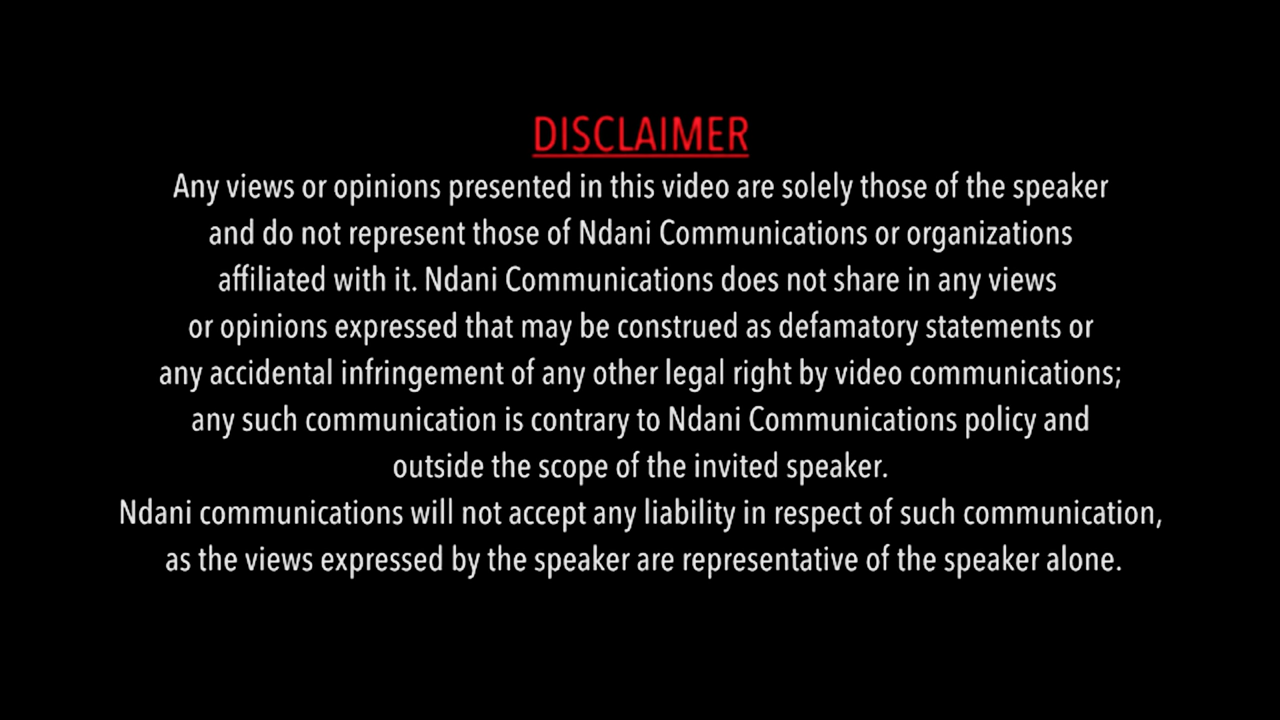 DISCLAIMER
Any views or opinions presented in this video are solely those of the speaker
and do not represent those of Ndani Communications or organizations
affiliated with it. Ndani Communications does not share in any views
or opinions expressed that may be construed as defamatory statements or
any accidental infringement of any other legal right by video communications;
any such communication is contrary to Ndani Communications policy and
outside the scope of the invited speaker.
Ndani communications will not accept any liability in respect of such communication,
as the views expressed by the speaker are representative of the speaker alone.